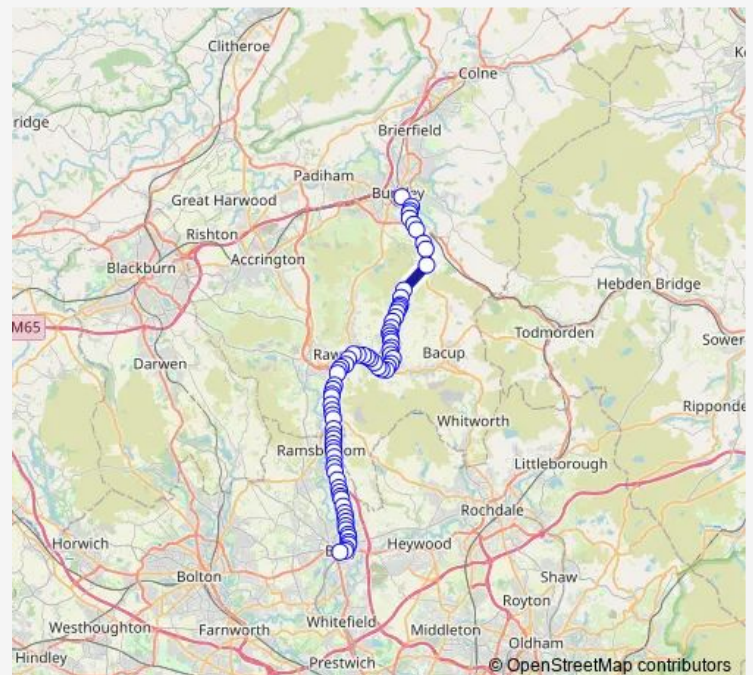 Clitheroe
Ke
Colne
ridge
Brierfield
Padiham
Great Harwood
Rishton
Accrington
Blackburn
Hebden Bridge
M65
Todmorden
Sower
Darwen
Bacup
Ripponde
Whitworth
Littleborough
Rochdale
Horwich
Heywood
Shaw
Bolton
Royton
Whitefield
Westhoughton
Farnworth
Middleton
Oldham
Hindley
Prestwich
© OpenStreetMap contributors